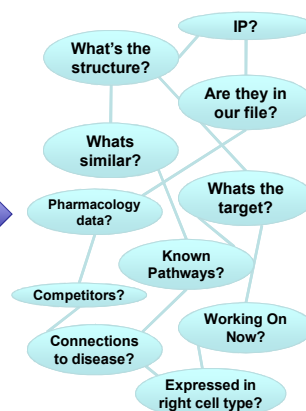 IP?
What's the
structure?
Are they in
our file?
Whats
similar?
Whats the
target?
Pharmacology
data?
Known
Pathways?
Competitors?
Working On
Now?
Connections
to disease?
Expressed in
right cell type?